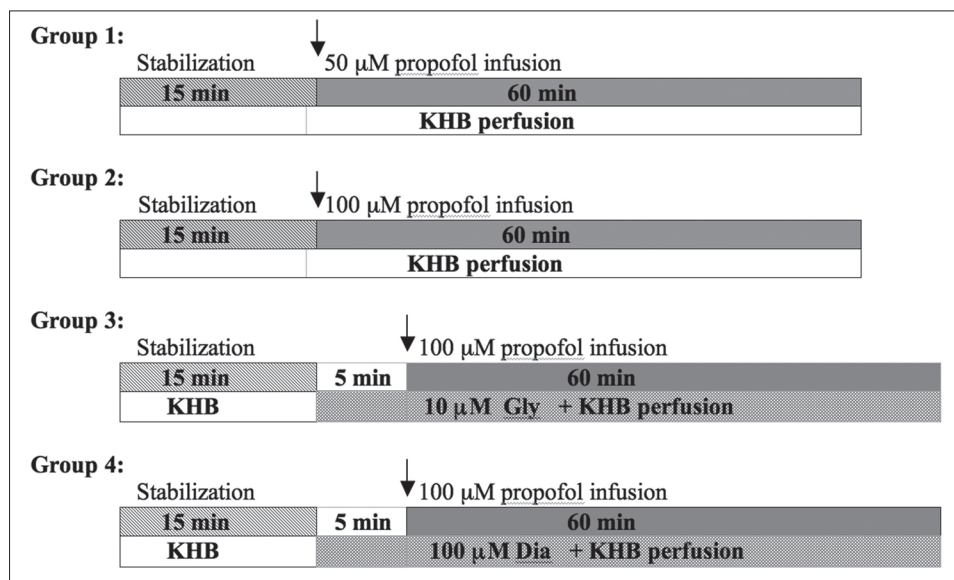 Group 1:
Stabilization 50 µM propofol infusion
15 min 60 min
KHB perfusion
Group 2:
Stabilization 100 µM propofol infusion
15 min 60 min
KHB perfusion
Group 3:
Stabilization 100 µM propofol infusion
15 min 5 min 60 min
KHB 10 µM Gly + KHB perfusion
Group 4:
Stabilization 100 µM propofol infusion
15 min 5 min 60 min
KHB 100 µM Dia + KHB perfusion